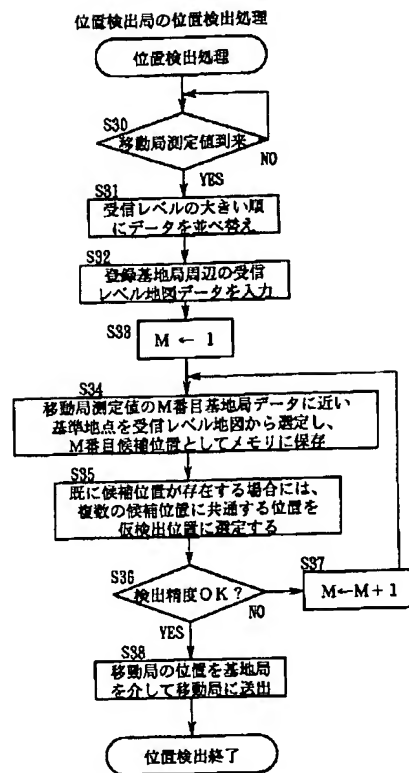 位置検出局の位置検出処理
位置検出処理
S30
移動局測定値到来
NO
YES
S31
受信レベルの大きい順
にデータを並べ替え
S32
登録基地局周辺の受信
レベル地図データを入力
S33
M ← 1
S34
移動局測定値のM番目基地局データに近い
基準地点を受信レベル地図から選定し、
M番目候補位置としてメモリに保存
S35
既に候補位置が存在する場合には、
複数の候補位置に共通する位置を
仮検出位置に選定する
S36
検出精度OK?
NO
S37
M←M+1
YES
S38
移動局の位置を基地局
を介して移動局に送出
位置検出終了